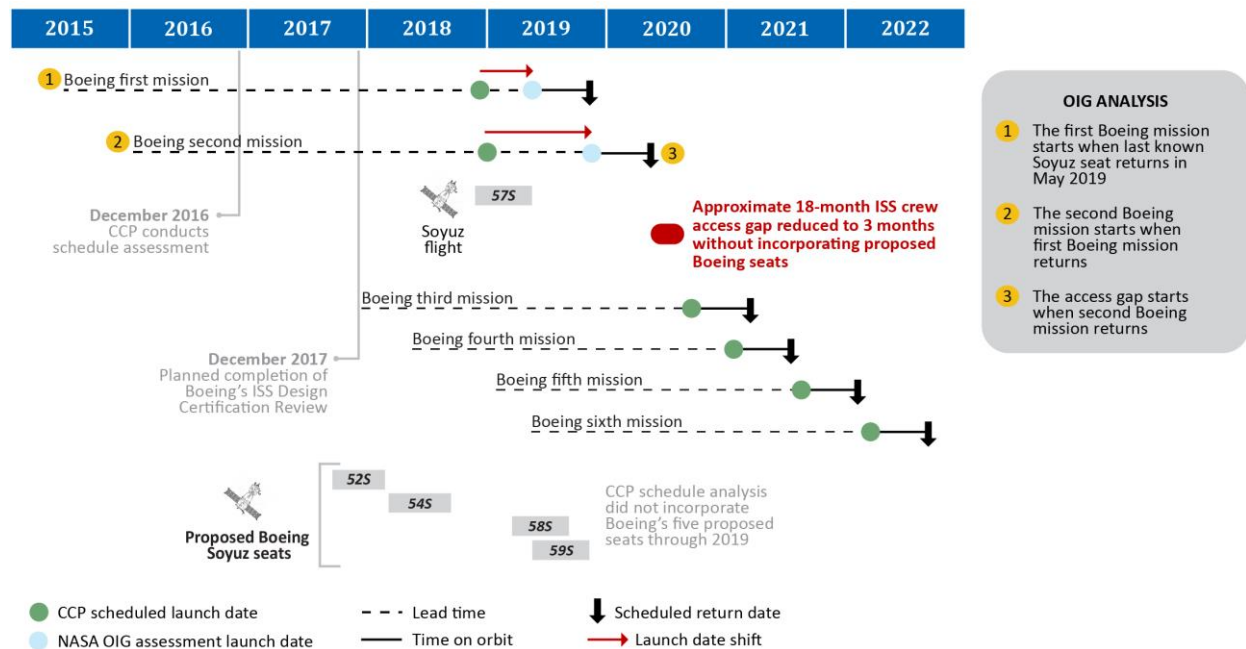 2015 2016 2017 2018 2019 2020 2021 2022
1 Boeing first mission
2 Boeing second mission
3
57S
Soyuz
flight
December 2016
CCP conducts
schedule assessment
Approximate 18-month ISS crew
access gap reduced to 3 months
without incorporating proposed
Boeing seats
Boeing third mission
Boeing fourth mission
December 2017
Planned completion of
Boeing’s ISS Design
Certification Review
Boeing fifth mission
Boeing sixth mission
52S
54S
58S
59S
Proposed Boeing
Soyuz seats
CCP schedule analysis
did not incorporate
Boeing’s five proposed
seats through 2019
OIG ANALYSIS
1 The first Boeing mission
starts when last known
Soyuz seat returns in
May 2019
2 The second Boeing
mission starts when
first Boeing mission
returns
3 The access gap starts
when second Boeing
mission returns
CCP scheduled launch date
Lead time
Scheduled return date
NASA OIG assessment launch date
Time on orbit
Launch date shift